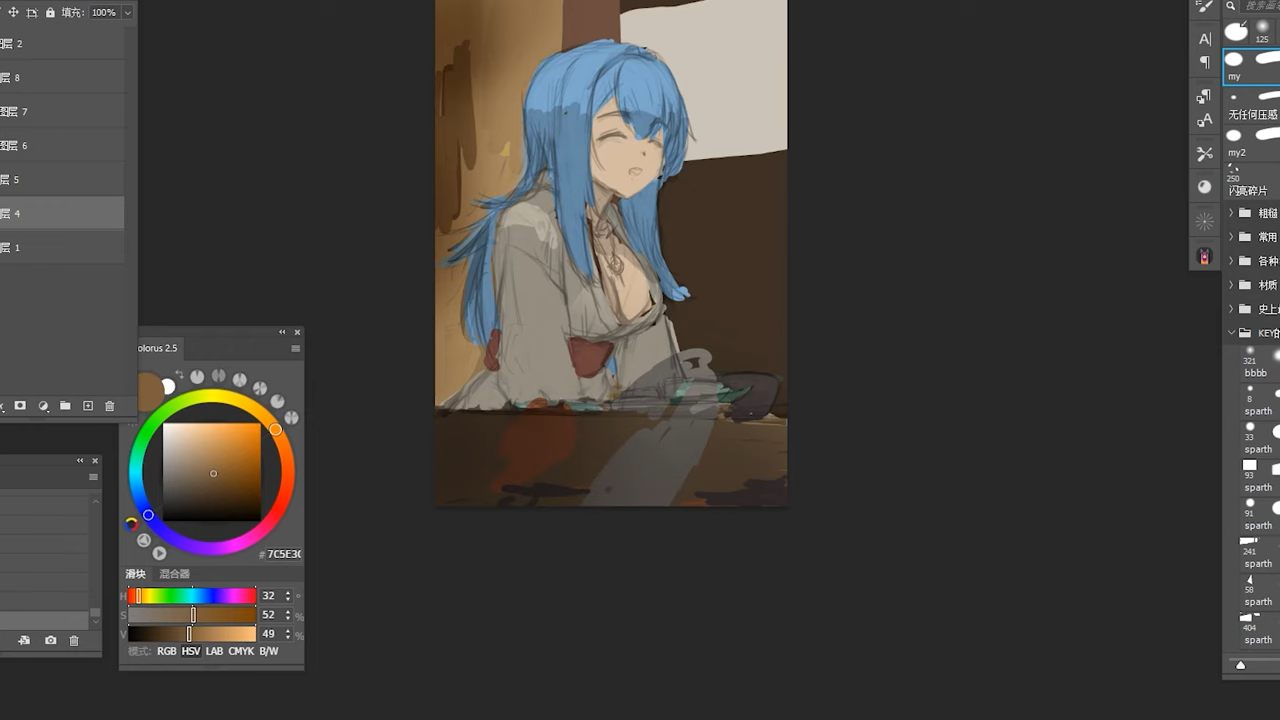 填充: 100%
层 2
层 8
图层 7
图层 6
层 5
层 4
层 1
olorus 2.5
# 7C5E3
滑块 混合器
H 32 °
S 52 %
V 49 %
模式: RGB HSV LAB CMYK B/W
125
my
无任何压感
my2
250
闪亮碎片
粗糙
常用
各种
材质
史上
KEY的
321
bbbb
8
sparth
33
sparth
93
sparth
91
sparth
241
sparth
58
sparth
404
sparth